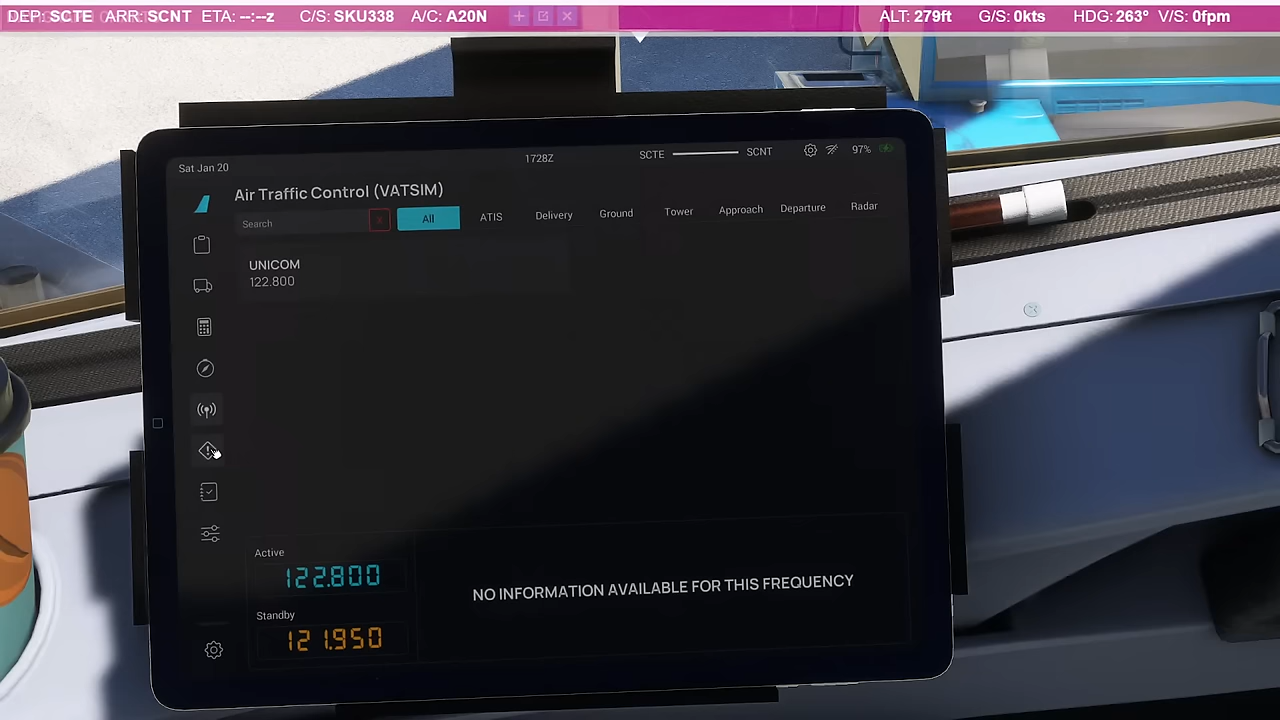 DEP: SCTE ARR: SCNT ETA: --:--z C/S: SKU338 A/C: A20N ALT: 279ft G/S: 0kts HDG: 263° V/S: 0fpm
Sat Jan 20 1728Z SCTE SCNT 97%
Air Traffic Control (VATSIM)
Search X All ATIS Delivery Ground Tower Approach Departure Radar
UNICOM
122.800
Active
122.800
NO INFORMATION AVAILABLE FOR THIS FREQUENCY
Standby
121.950